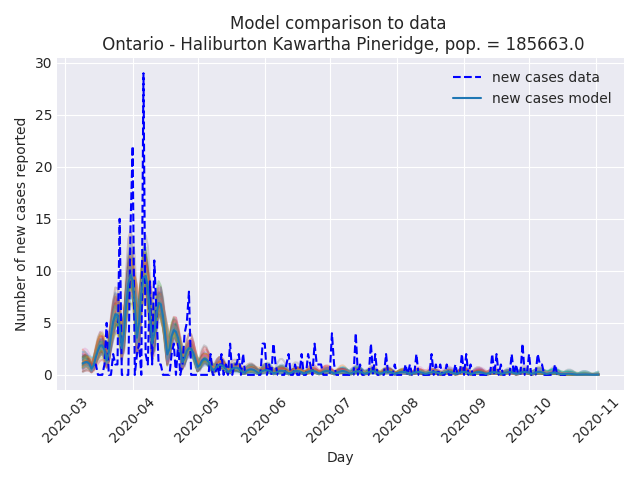 Model comparison to data
Ontario - Haliburton Kawartha Pineridge, pop. = 185663.0
new cases data
new cases model
Number of new cases reported
30
25
20
15
10
5
0
2020-03
2020-04
2020-05
2020-06
2020-07
2020-08
2020-09
2020-10
2020-11
Day